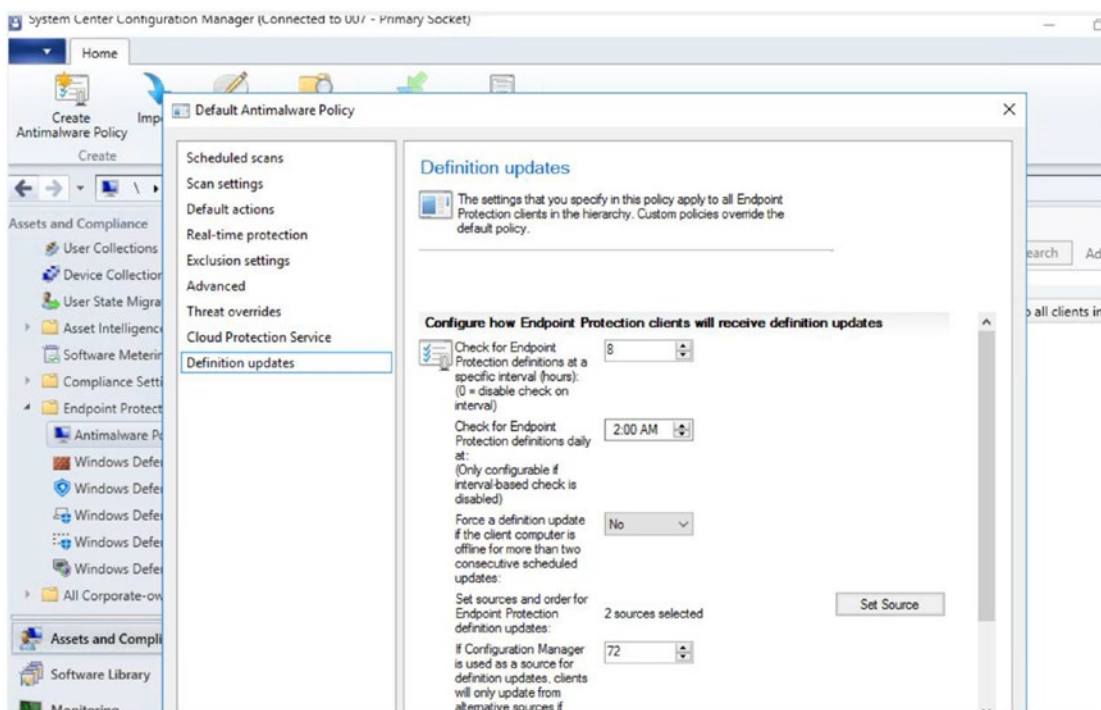 System Center Configuration Manager (Connected to 007 - Primary Socket)
Home
Create
Antimalware Policy
Imp
Create
Default Antimalware Policy
Scheduled scans
Scan settings
Default actions
Real-time protection
Exclusion settings
Advanced
Threat overrides
Cloud Protection Service
Definition updates
Definition updates
The settings that you specify in this policy apply to all Endpoint
Protection clients in the hierarchy. Custom policies override the
default policy.
Configure how Endpoint Protection clients will receive definition updates
Check for Endpoint
Protection definitions at a
specific interval (hours):
(0 = disable check on
interval)
8
Check for Endpoint
Protection definitions daily
at:
(Only configurable if
interval-based check is
disabled)
2:00 AM
Force a definition update
if the client computer is
offline for more than two
consecutive scheduled
updates:
No
Set sources and order for
Endpoint Protection
definition updates:
2 sources selected
Set Source
If Configuration Manager
is used as a source for
definition updates, clients
will only update from
alternative sources if
72
Assets and Compliance
User Collections
Device Collection
User State Migra
Asset Intelligence
Software Meterin
Compliance Setti
Endpoint Protect
Antimalware Po
Windows Defe
Windows Defe
Windows Defe
Windows Defe
Windows Defe
All Corporate-ow
Assets and Compli
Software Library
Monitoring
earch
Ad
all clients in